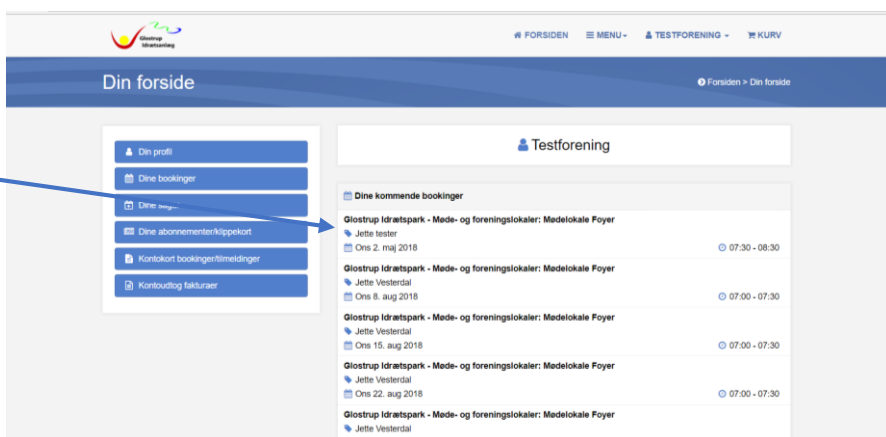 Glostrup
Idrætsanlæg
FORSIDEN MENU TESTFORENING KURV
Din forside
Forsiden > Din forside
Din profil
Dine bookinger
Dine
Dine abonnementer/klippekort
Kontokort bookinger/tilmeldinger
Kontoudtog fakturaer
Testforening
Dine kommende bookinger
Glostrup Idrætspark - Møde- og foreningslokaler: Mødelokale Foyer
Jette tester
Ons 2. maj 2018 07:30 - 08:30
Glostrup Idrætspark - Møde- og foreningslokaler: Mødelokale Foyer
Jette Vesterdal
Ons 8. aug 2018 07:00 - 07:30
Glostrup Idrætspark - Møde- og foreningslokaler: Mødelokale Foyer
Jette Vesterdal
Ons 15. aug 2018 07:00 - 07:30
Glostrup Idrætspark - Møde- og foreningslokaler: Mødelokale Foyer
Jette Vesterdal
Ons 22. aug 2018 07:00 - 07:30
Glostrup Idrætspark - Møde- og foreningslokaler: Mødelokale Foyer
Jette Vesterdal